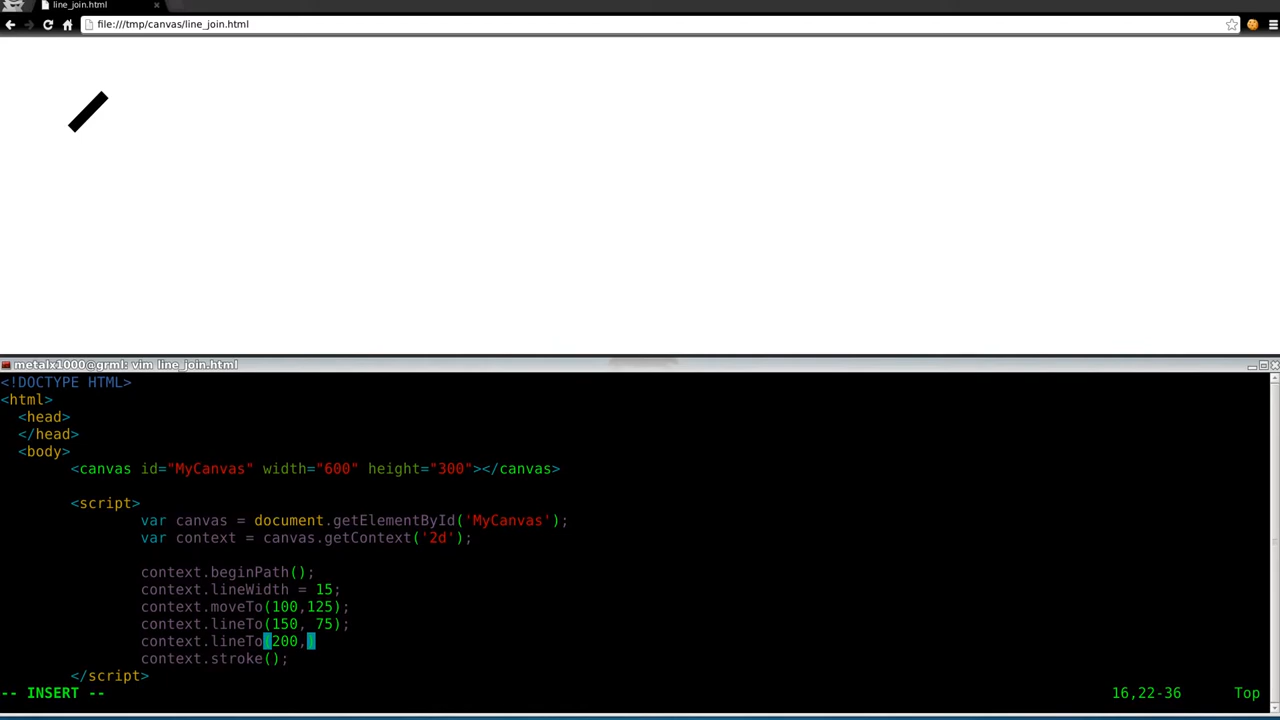 line_join.html
file:///tmp/canvas/line_join.html
metalx1000@grml: vim line_join.html
<!DOCTYPE HTML>
<html>
<head>
</head>
<body>
<canvas id="MyCanvas" width="600" height="300"></canvas>
<script>
var canvas = document.getElementById('MyCanvas');
var context = canvas.getContext('2d');
context.beginPath();
context.lineWidth = 15;
context.moveTo(100,125);
context.lineTo(150, 75);
context.lineTo(200,)
context.stroke();
</script>
-- INSERT -- 16,22-36 Top